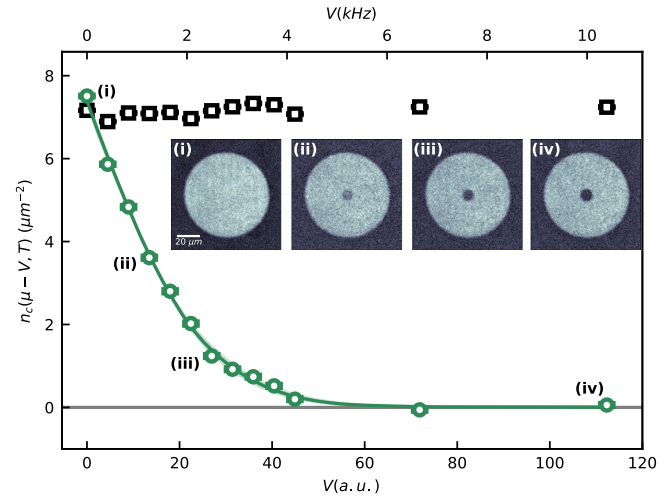 V(kHz)
0 2 4 6 8 10
n_c(μ − V, T) (μm⁻²)
8
6
4
2
0
(i)
(ii)
(iii)
(iv)
(i) (ii) (iii) (iv)
20 μm
0 20 40 60 80 100 120
V(a.u.)